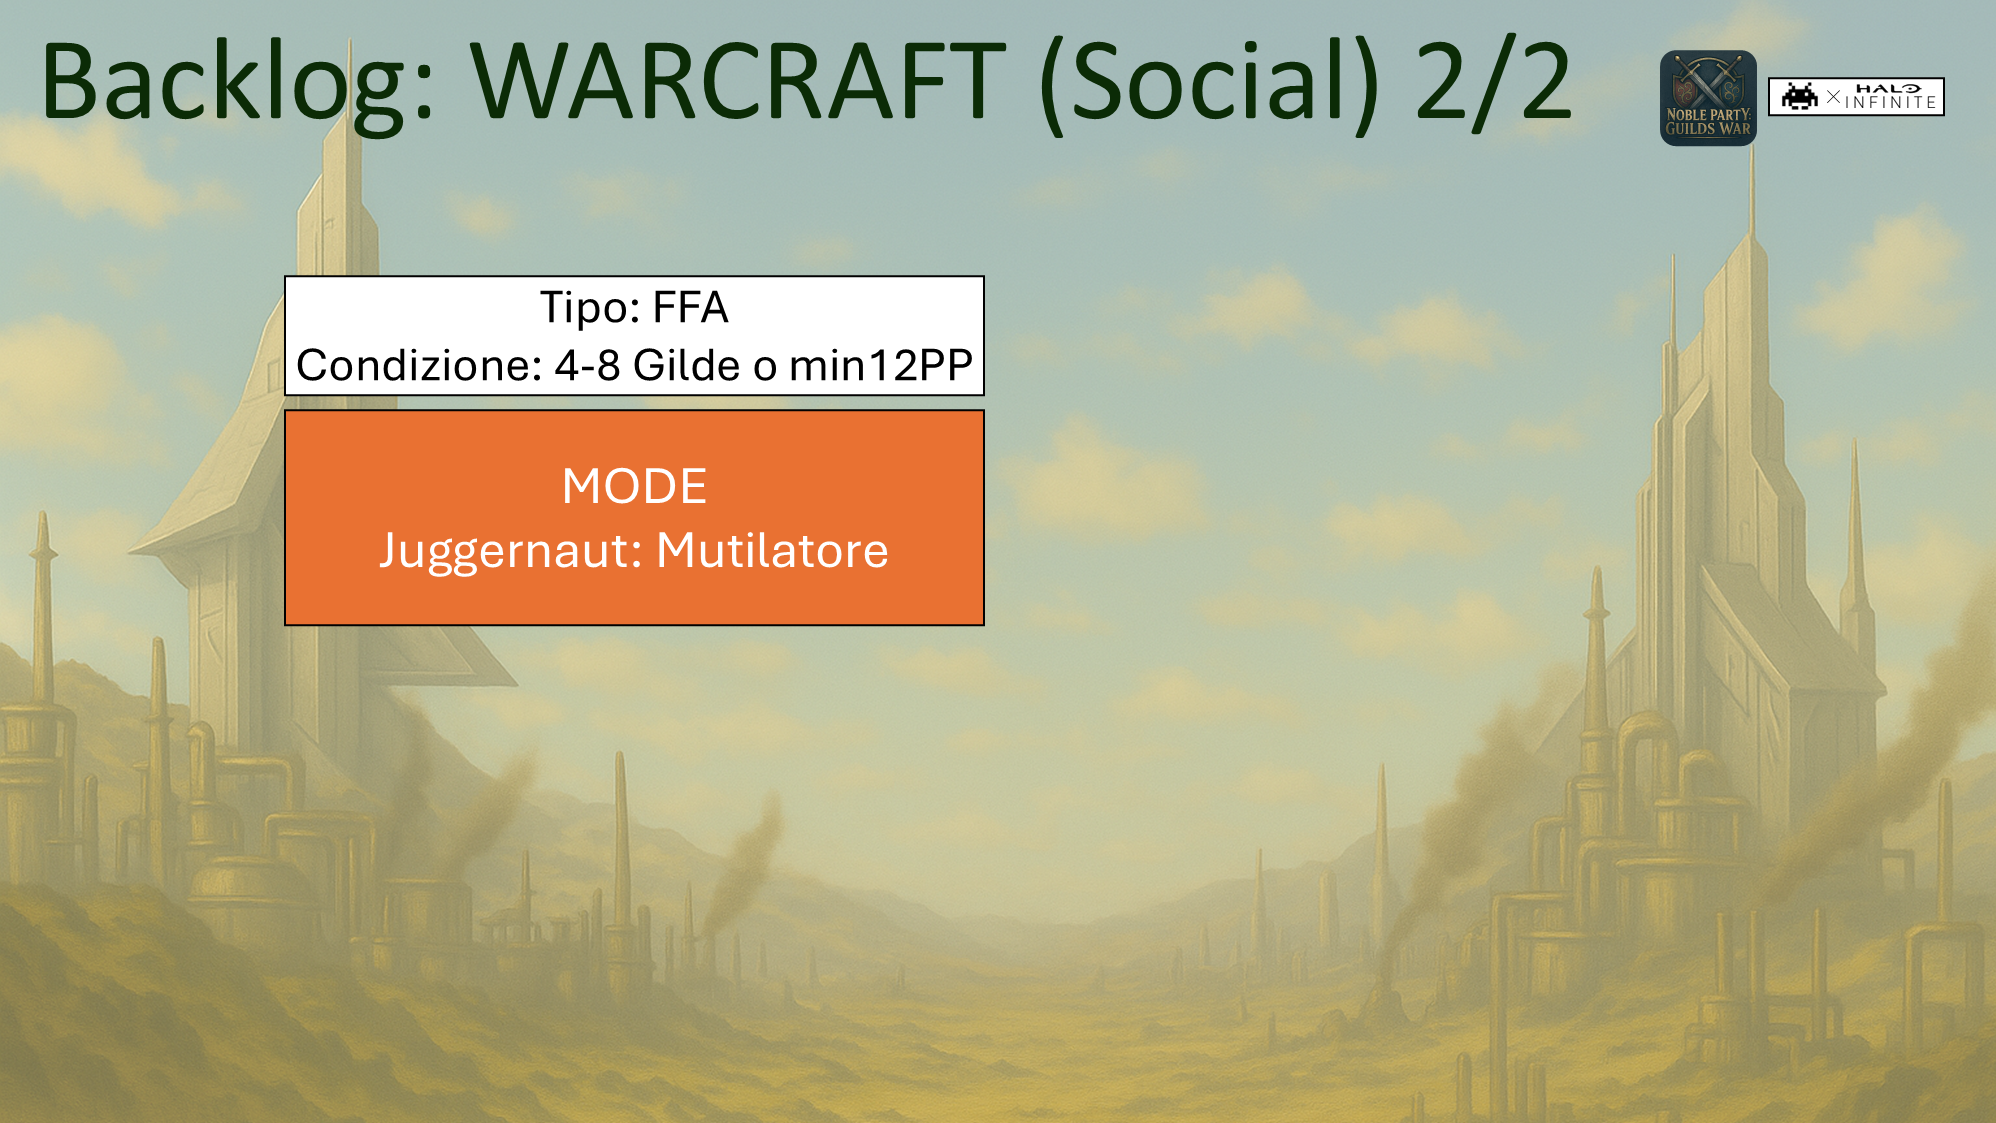 Backlog: WARCRAFT (Social) 2/2
NOBLE PARTY:
GUILDS WAR
× HALO
INFINITE
Tipo: FFA
Condizione: 4-8 Gilde o min12PP
MODE
Juggernaut: Mutilatore